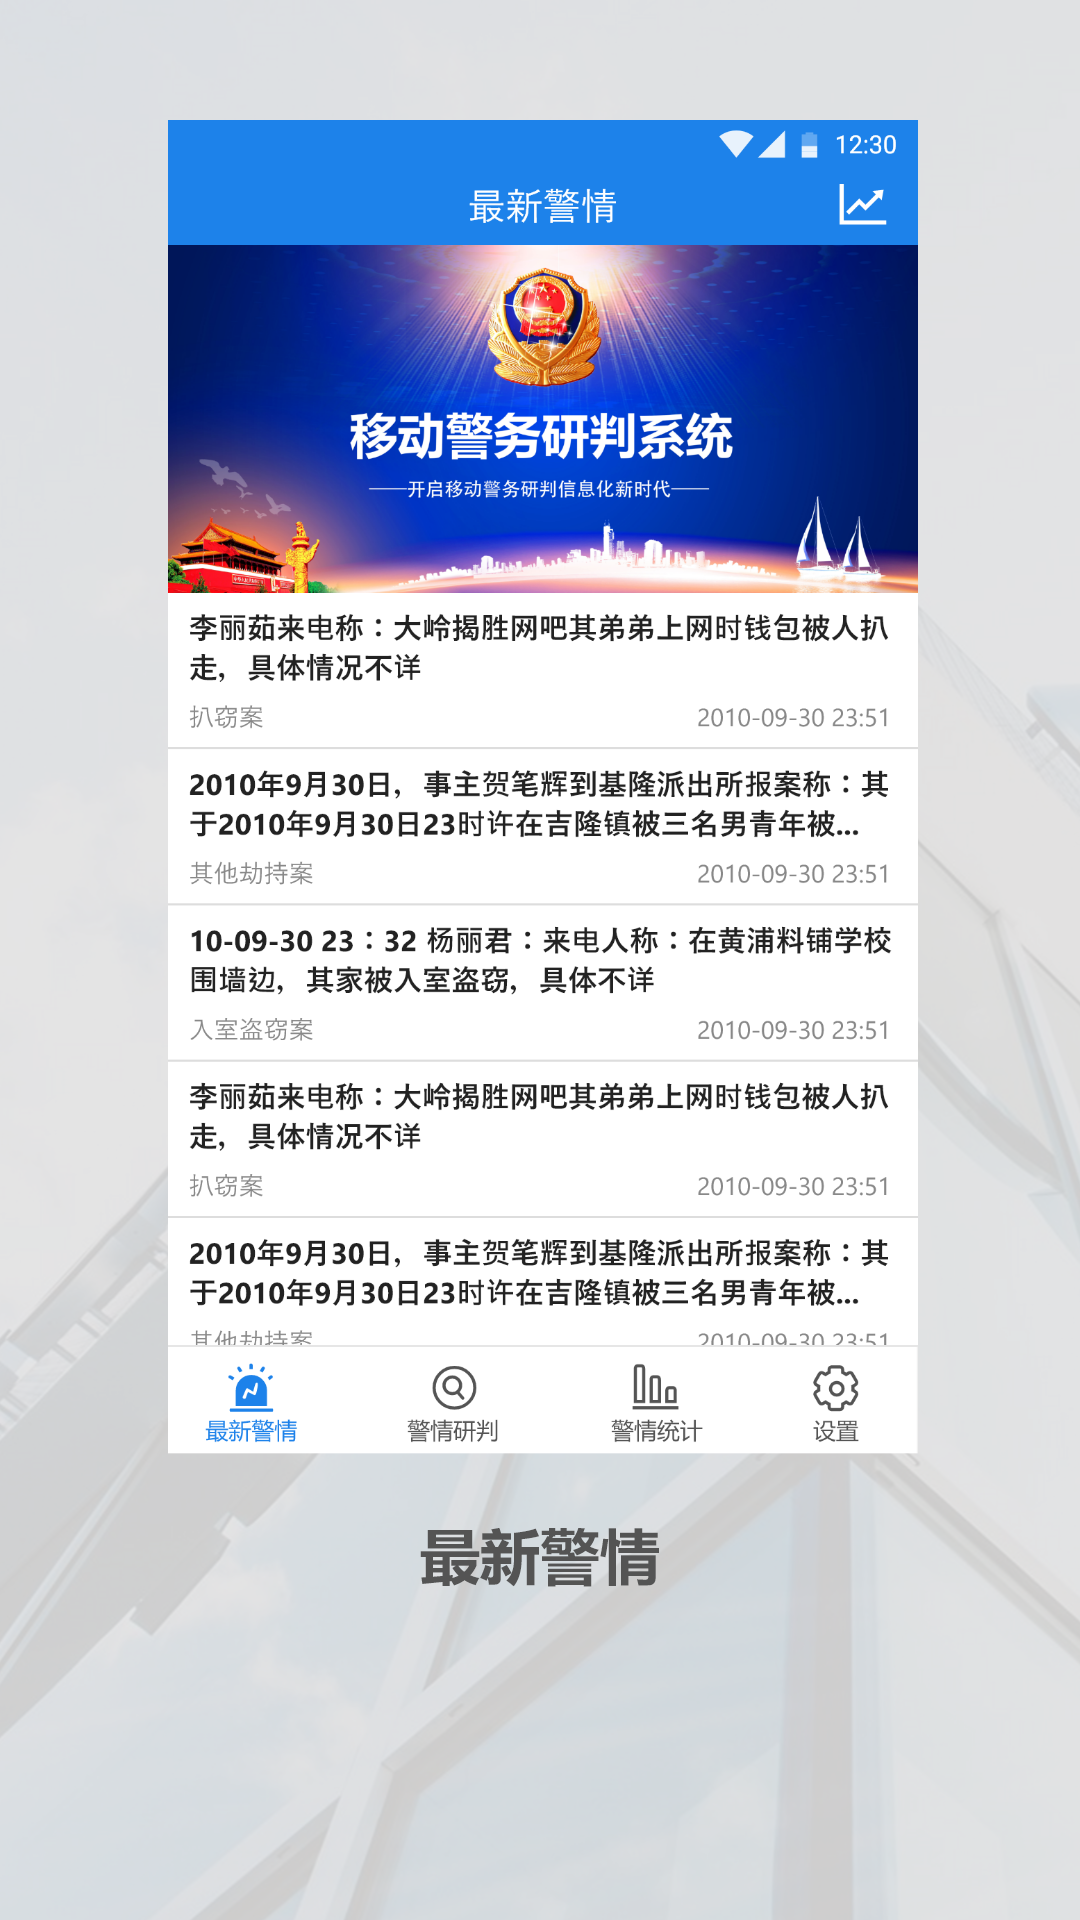 12:30
最新警情
移动警务研判系统
——开启移动警务研判信息化新时代——
李丽茹来电称：大岭揭胜网吧其弟弟上网时钱包被人扒
走，具体情况不详
扒窃案 2010-09-30 23:51
2010年9月30日，事主贺笔辉到基隆派出所报案称：其
于2010年9月30日23时许在吉隆镇被三名男青年被...
其他劫持案 2010-09-30 23:51
10-09-30 23：32 杨丽君：来电人称：在黄浦料铺学校
围墙边，其家被入室盗窃，具体不详
入室盗窃案 2010-09-30 23:51
李丽茹来电称：大岭揭胜网吧其弟弟上网时钱包被人扒
走，具体情况不详
扒窃案 2010-09-30 23:51
2010年9月30日，事主贺笔辉到基隆派出所报案称：其
于2010年9月30日23时许在吉隆镇被三名男青年被...
其他劫持案 2010-09-30 23:51
最新警情 警情研判 警情统计 设置
最新警情